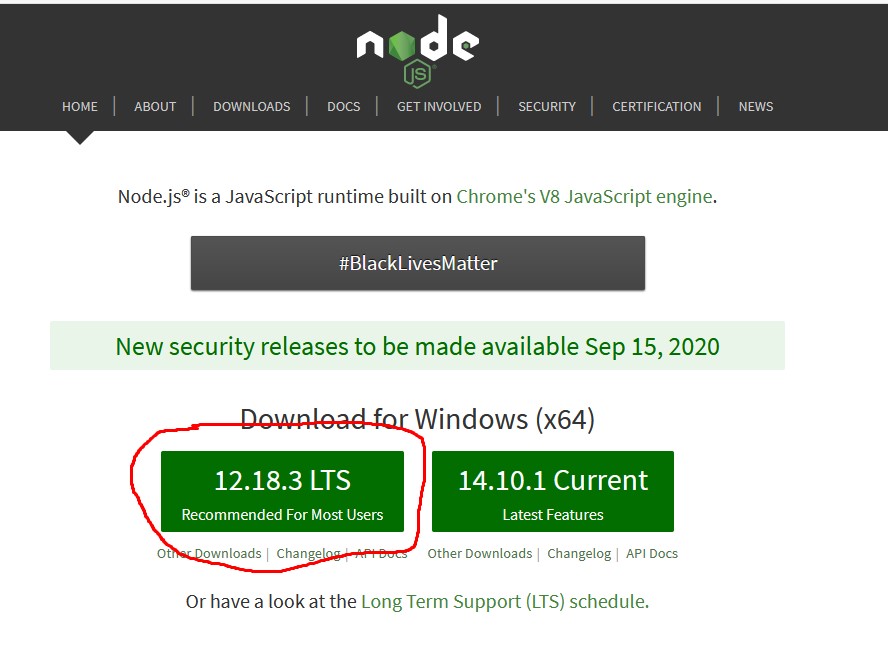 node
JS
HOME | ABOUT | DOWNLOADS | DOCS | GET INVOLVED | SECURITY | CERTIFICATION | NEWS
Node.js® is a JavaScript runtime built on Chrome's V8 JavaScript engine.
#BlackLivesMatter
New security releases to be made available Sep 15, 2020
Download for Windows (x64)
12.18.3 LTS
Recommended For Most Users
Other Downloads | Changelog | API Docs
14.10.1 Current
Latest Features
Other Downloads | Changelog | API Docs
Or have a look at the Long Term Support (LTS) schedule.